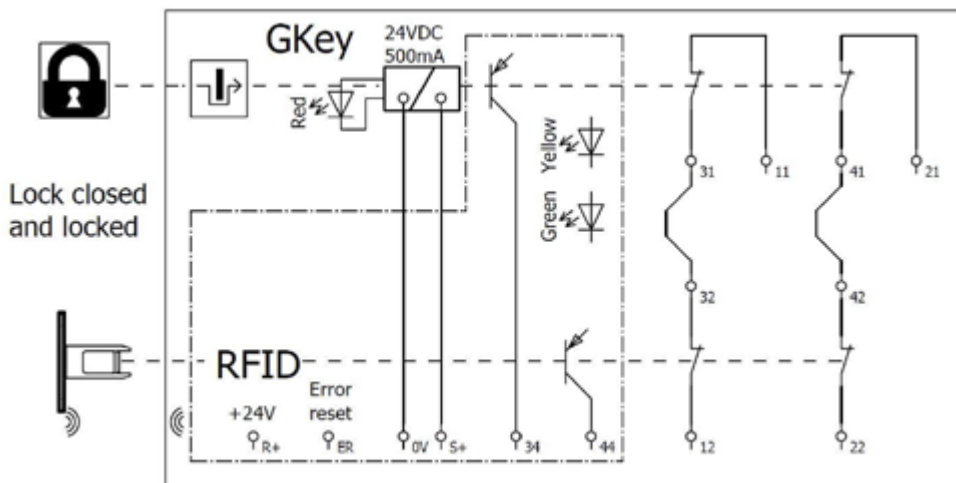 GKey
24VDC
500mA
Red
Yellow
31
11
41
21
Lock closed
and locked
Green
32
42
RFID
+24V
Error
reset
R+
ER
0V
S+
34
44
12
22